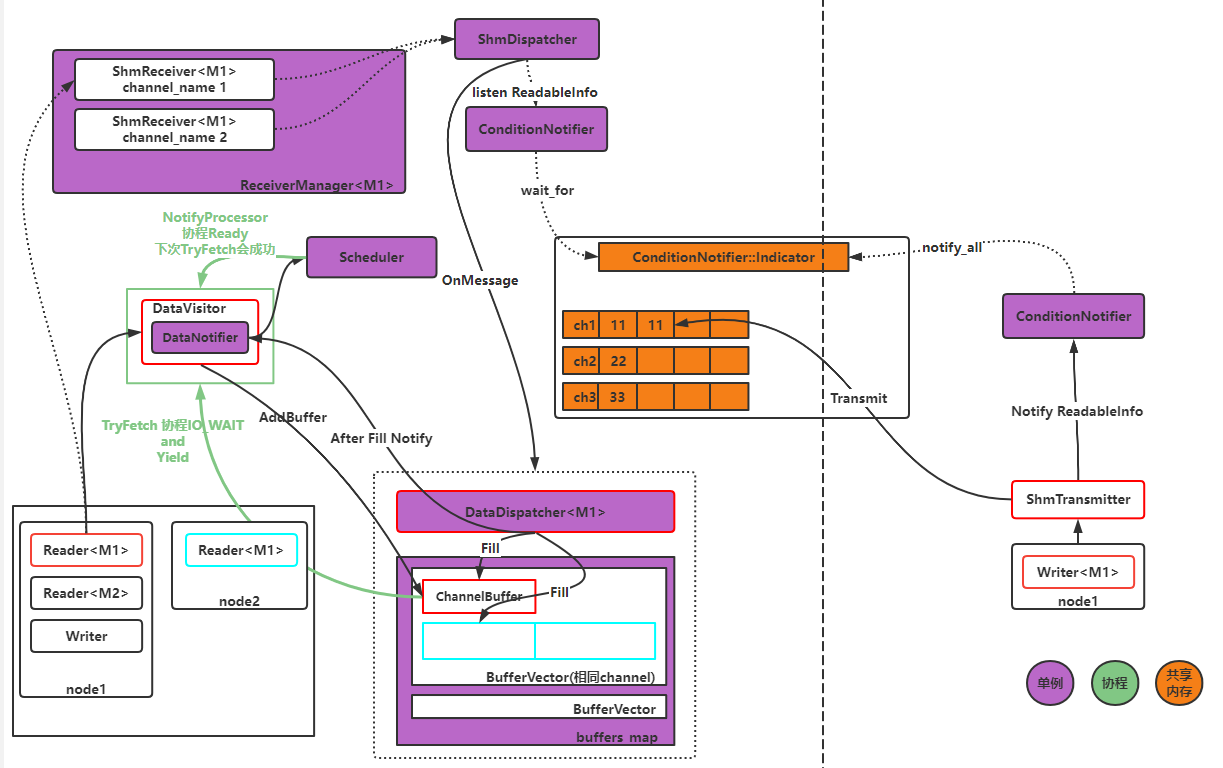 ShmDispatcher
ShmReceiver<M1>
channel_name 1
ShmReceiver<M1>
channel_name 2
ReceiverManager<M1>
listen ReadableInfo
ConditionNotifier
wait_for
NotifyProcessor
协程Ready
下次TryFetch会成功
Scheduler
ConditionNotifier::Indicator
notify_all
OnMessage
DataVisitor
DataNotifier
ch1 11 11
ch2 22
ch3 33
ConditionNotifier
Transmit
Notify ReadableInfo
AddBuffer
TryFetch 协程IO_WAIT
and
Yield
After Fill Notify
DataDispatcher<M1>
Fill
ChannelBuffer
Fill
BufferVector(相同channel)
BufferVector
buffers_map
Reader<M1>
Reader<M2>
Writer
node1
Reader<M1>
node2
ShmTransmitter
Writer<M1>
node1
单例
协程
共享
内存